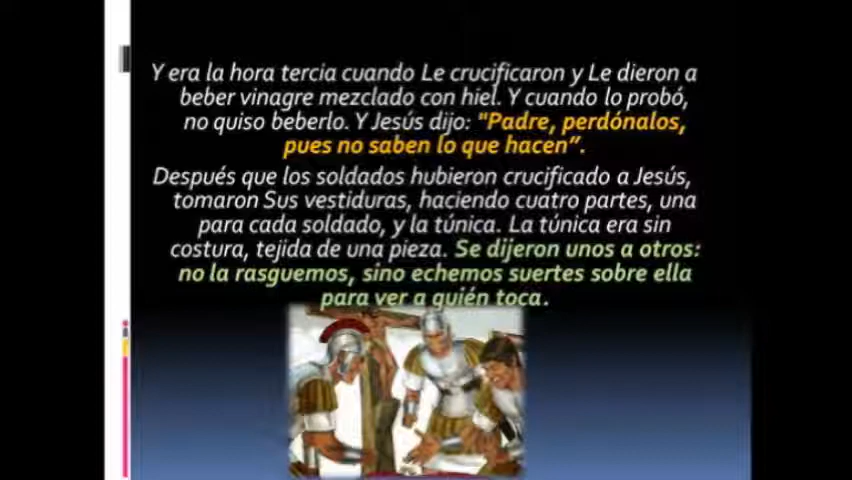 Y era la hora tercia cuando Le crucificaron y Le dieron a
beber vinagre mezclado con hiel. Y cuando lo probó,
no quiso beberlo. Y Jesús dijo: "Padre, perdónalos,
pues no saben lo que hacen”.
Después que los soldados hubieron crucificado a Jesús,
tomaron Sus vestiduras, haciendo cuatro partes, una
para cada soldado, y la túnica. La túnica era sin
costura, tejida de una pieza. Se dijeron unos a otros:
no la rasguemos, sino echemos suertes sobre ella
para ver a quién toca.